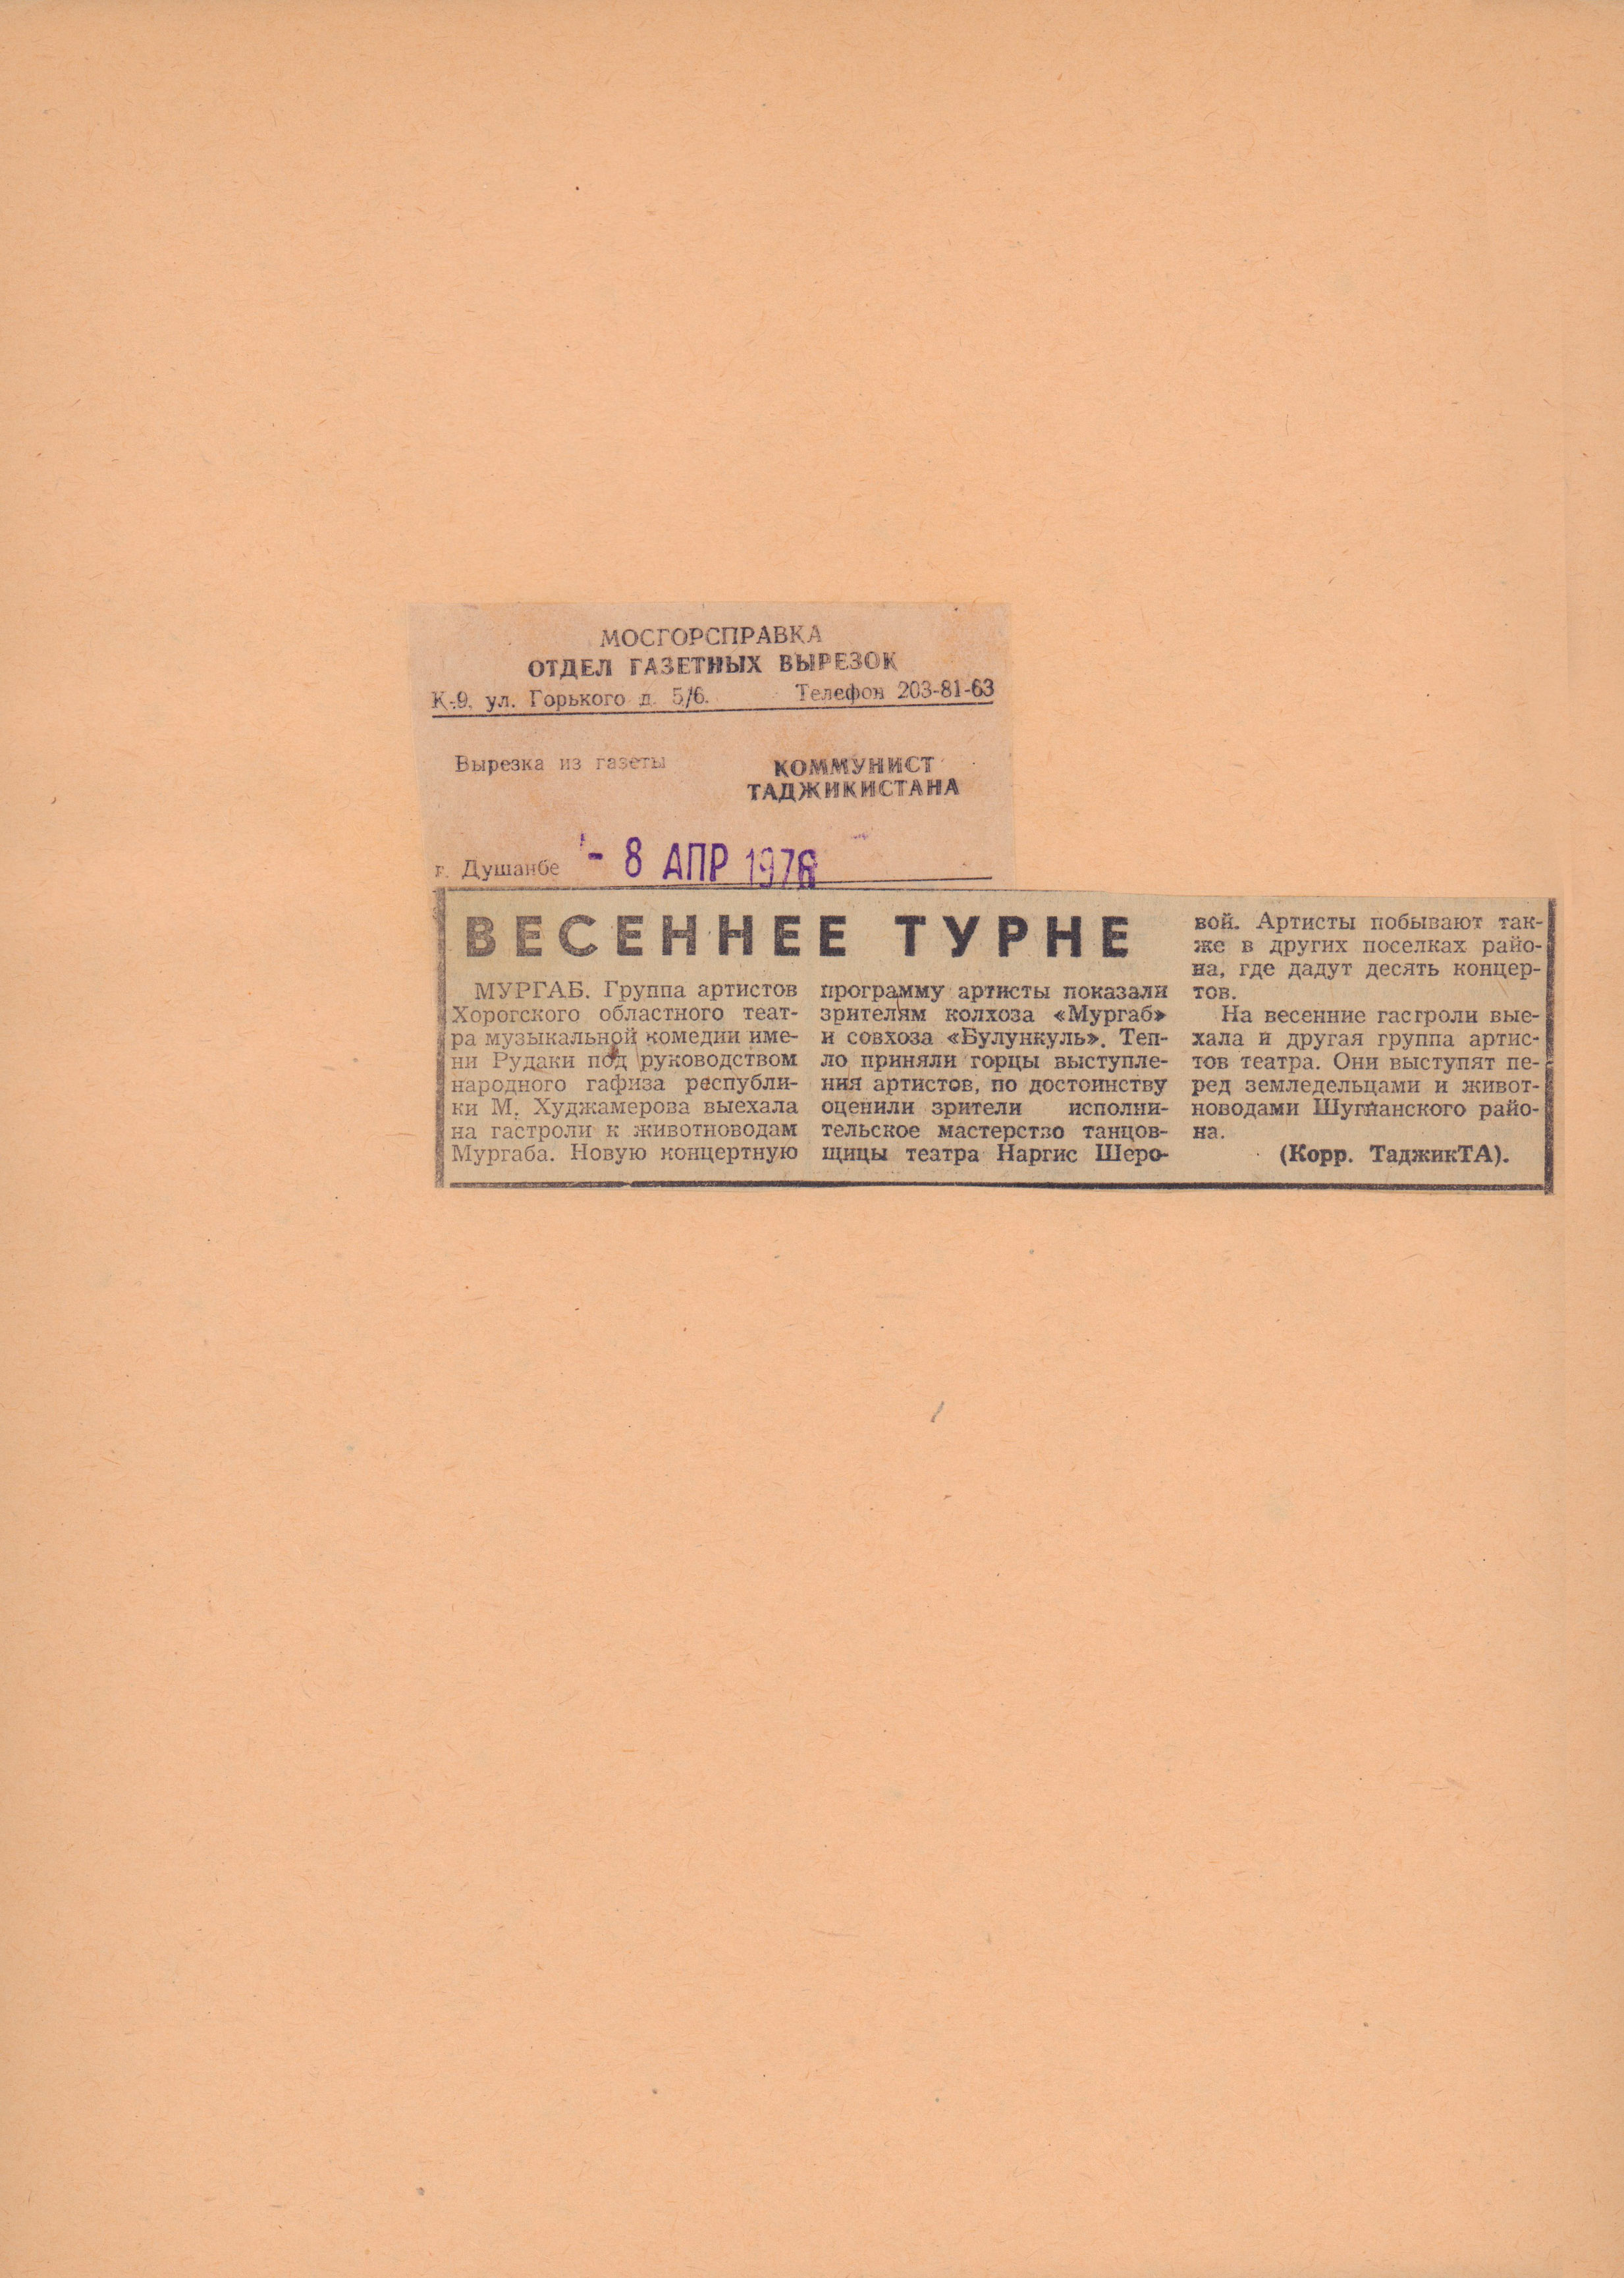 МОСГОРСПРАВКА
ОТДЕЛ ГАЗЕТНЫХ ВЫРЕЗОК
К-9, ул. Горького д. 5/6. Телефон 203-81-63
Вырезка из газеты
КОММУНИСТ
ТАДЖИКИСТАНА
г. Душанбе
- 8 АПР 1976
ВЕСЕННЕЕ ТУРНЕ
МУРГАБ. Группа артистов
Хорогского областного теат-
ра музыкальной комедии име-
ни Рудаки под руководством
народного гафиза республи-
ки М. Худжамерова выехала
на гастроли к животноводам
Мургаба. Новую концертную
программу артисты показали
зрителям колхоза «Мургаб»
и совхоза «Булункуль». Теп-
ло приняли горцы выступле-
ния артистов, по достоинству
оценили зрители исполни-
тельское мастерство танцов-
щицы театра Наргис Шеро-
вой. Артисты побывают так-
же в других поселках райо-
на, где дадут десять концер-
тов.
На весенние гастроли вые-
хала и другая группа артис-
тов театра. Они выступят пе-
ред земледельцами и живот-
новодами Шугнанского райо-
на.
(Корр. ТаджикТА).